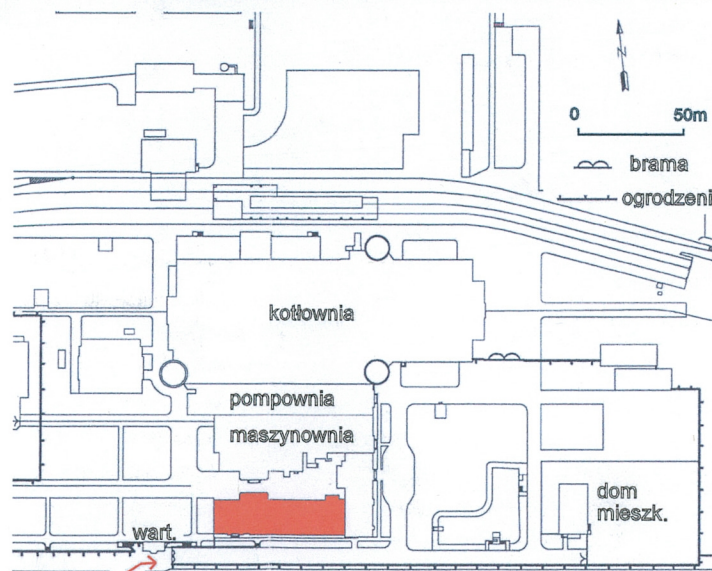 N
0 50m
brama
ogrodzeni
kotłownia
pompownia
maszynownia
dom
mieszk.
wart.